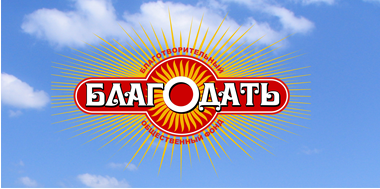 БЛАГОТВОРИТЕЛЬНЫЙ
БЛАГОДАТЬ
ОБЩЕСТВЕННЫЙ ФОНД